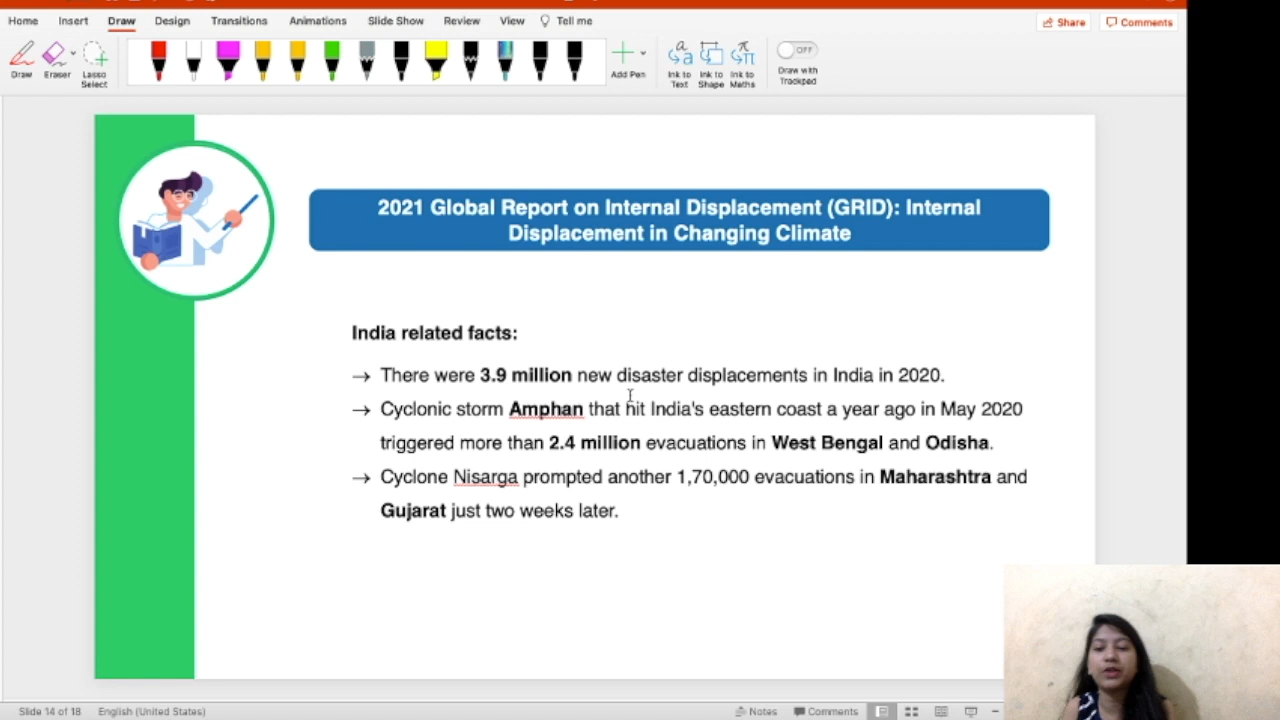 Home Insert Draw Design Transitions Animations Slide Show Review View Tell me
Share Comments
Draw Eraser Lasso Select
Add Pen
Ink to Text Ink to Shape Ink to Maths
OFF
Draw with Trackpad
2021 Global Report on Internal Displacement (GRID): Internal
Displacement in Changing Climate
India related facts:
→ There were 3.9 million new disaster displacements in India in 2020.
→ Cyclonic storm Amphan that hit India's eastern coast a year ago in May 2020
triggered more than 2.4 million evacuations in West Bengal and Odisha.
→ Cyclone Nisarga prompted another 1,70,000 evacuations in Maharashtra and
Gujarat just two weeks later.
Slide 14 of 18 English (United States)
Notes Comments